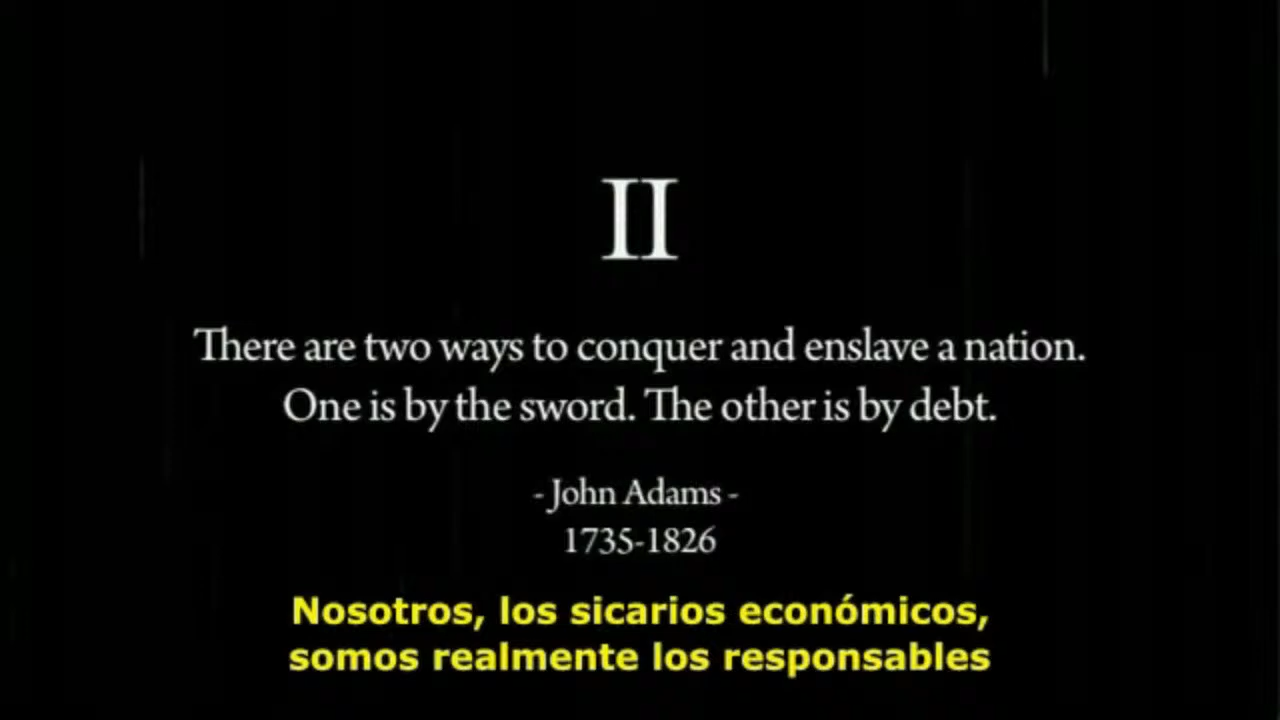 II
There are two ways to conquer and enslave a nation.
One is by the sword. The other is by debt.
- John Adams -
1735-1826
Nosotros, los sicarios económicos,
somos realmente los responsables